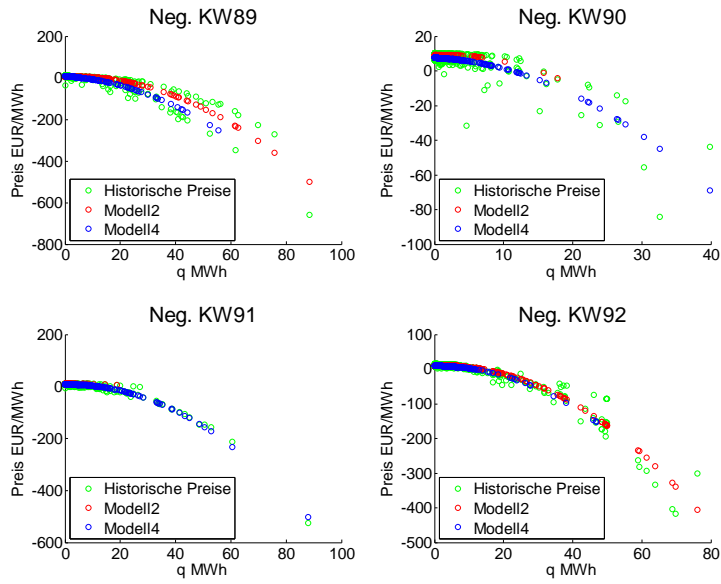 Neg. KW89
200
0
-200
-400
-600
-800
Preis EUR/MWh
0 20 40 60 80 100
q MWh
Historische Preise
Modell2
Modell4
Neg. KW90
20
0
-20
-40
-60
-80
-100
Preis EUR/MWh
0 10 20 30 40
q MWh
Historische Preise
Modell2
Modell4
Neg. KW91
200
0
-200
-400
-600
Preis EUR/MWh
0 20 40 60 80 100
q MWh
Historische Preise
Modell2
Modell4
Neg. KW92
100
0
-100
-200
-300
-400
-500
Preis EUR/MWh
0 20 40 60 80
q MWh
Historische Preise
Modell2
Modell4